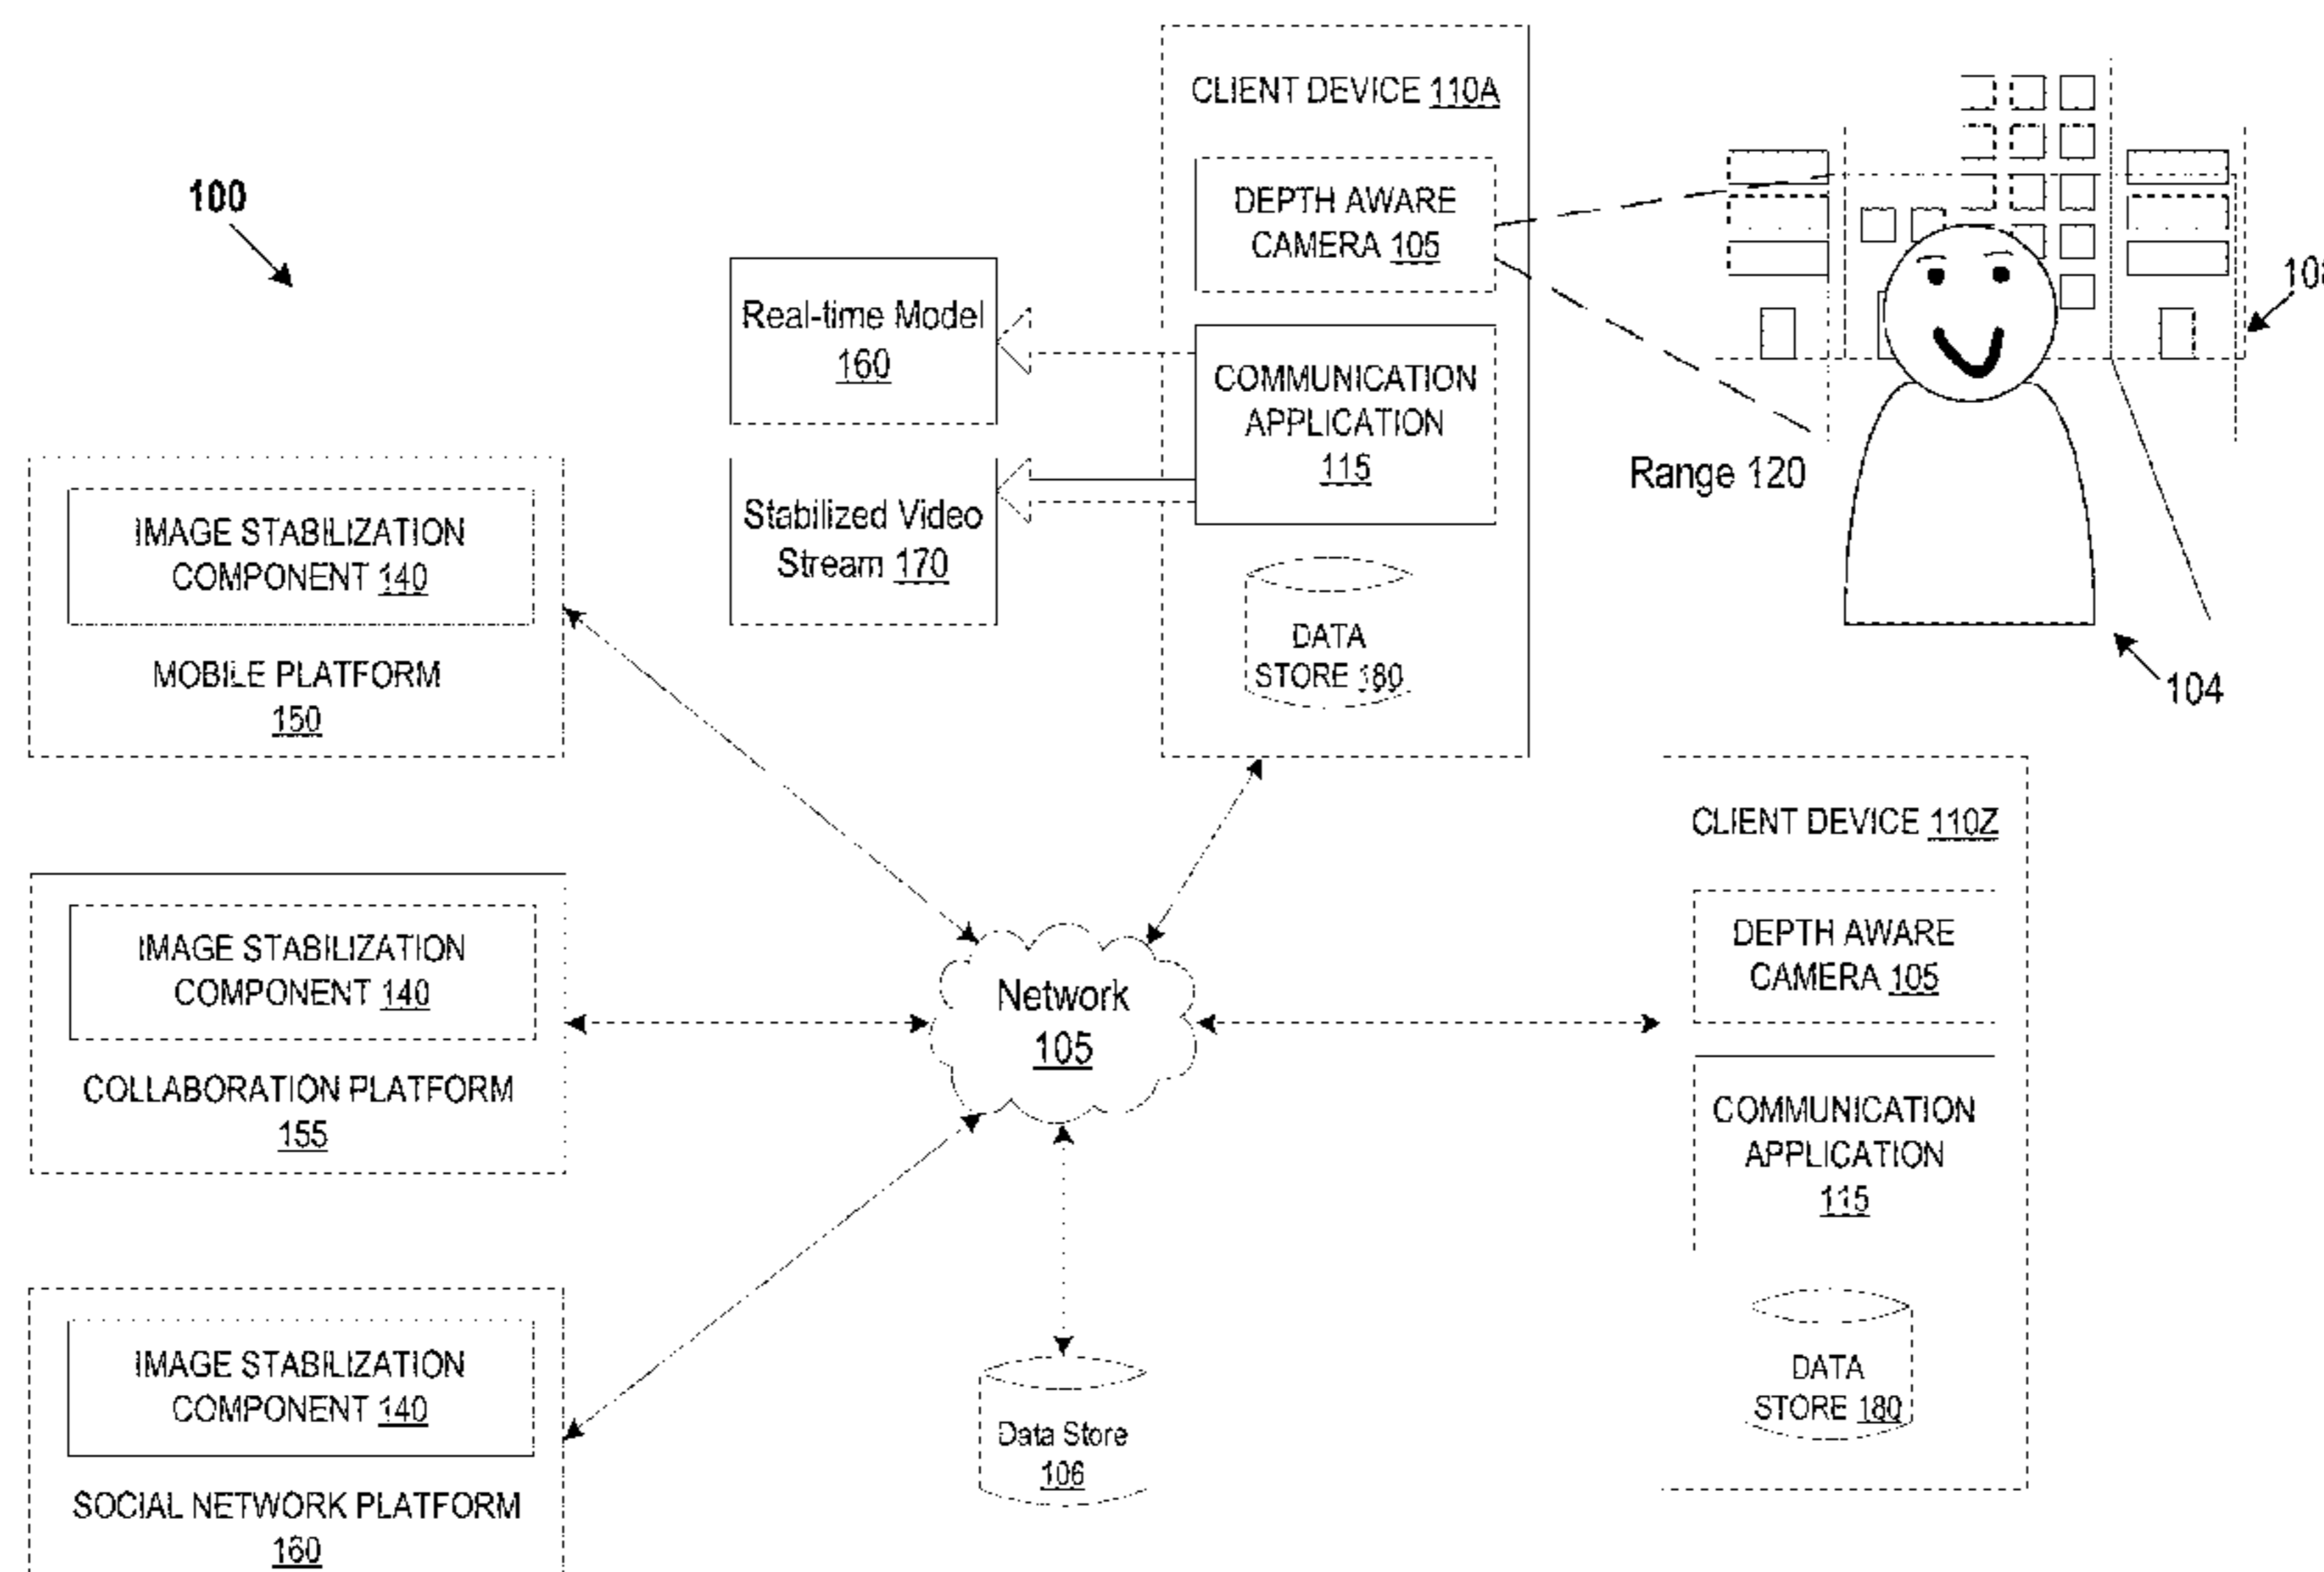 100
CLIENT DEVICE 110A
DEPTH AWARE
CAMERA 105
COMMUNICATION
APPLICATION
115
DATA
STORE 180
Real-time Model
160
Stabilized Video
Stream 170
Range 120
104
IMAGE STABILIZATION
COMPONENT 140
MOBILE PLATFORM
150
IMAGE STABILIZATION
COMPONENT 140
COLLABORATION PLATFORM
155
IMAGE STABILIZATION
COMPONENT 140
SOCIAL NETWORK PLATFORM
160
Network
105
Data Store
106
CLIENT DEVICE 110Z
DEPTH AWARE
CAMERA 105
COMMUNICATION
APPLICATION
115
DATA
STORE 180